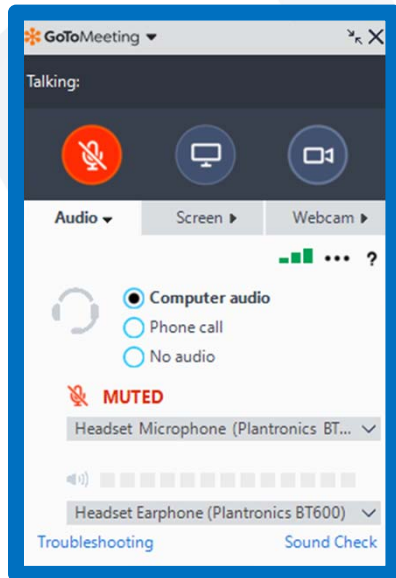 GoToMeeting
Talking:
Audio Screen Webcam
... ?
Computer audio
Phone call
No audio
MUTED
Headset Microphone (Plantronics BT...
Headset Earphone (Plantronics BT600)
Troubleshooting Sound Check